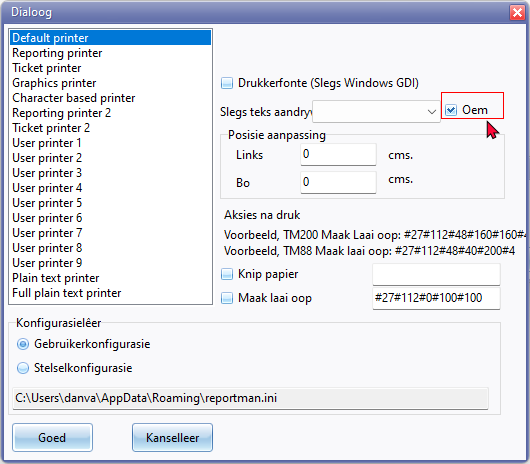 Dialoog
Default printer
Reporting printer
Ticket printer
Graphics printer
Character based printer
Reporting printer 2
Ticket printer 2
User printer 1
User printer 2
User printer 3
User printer 4
User printer 5
User printer 6
User printer 7
User printer 8
User printer 9
Plain text printer
Full plain text printer
Drukkerfonte (Slegs Windows GDI)
Slegs teks aandryv
Oem
Posisie aanpassing
Links 0 cms.
Bo 0 cms.
Aksies na druk
Voorbeeld, TM200 Maak Laai oop: #27#112#48#160#160#4
Voorbeeld, TM88 Maak laai oop: #27#112#48#40#200#4
Knip papier
Maak laai oop #27#112#0#100#100
Konfigurasielêer
Gebruikerkonfigurasie
Stelselkonfigurasie
C:\Users\danva\AppData\Roaming\reportman.ini
Goed Kanselleer